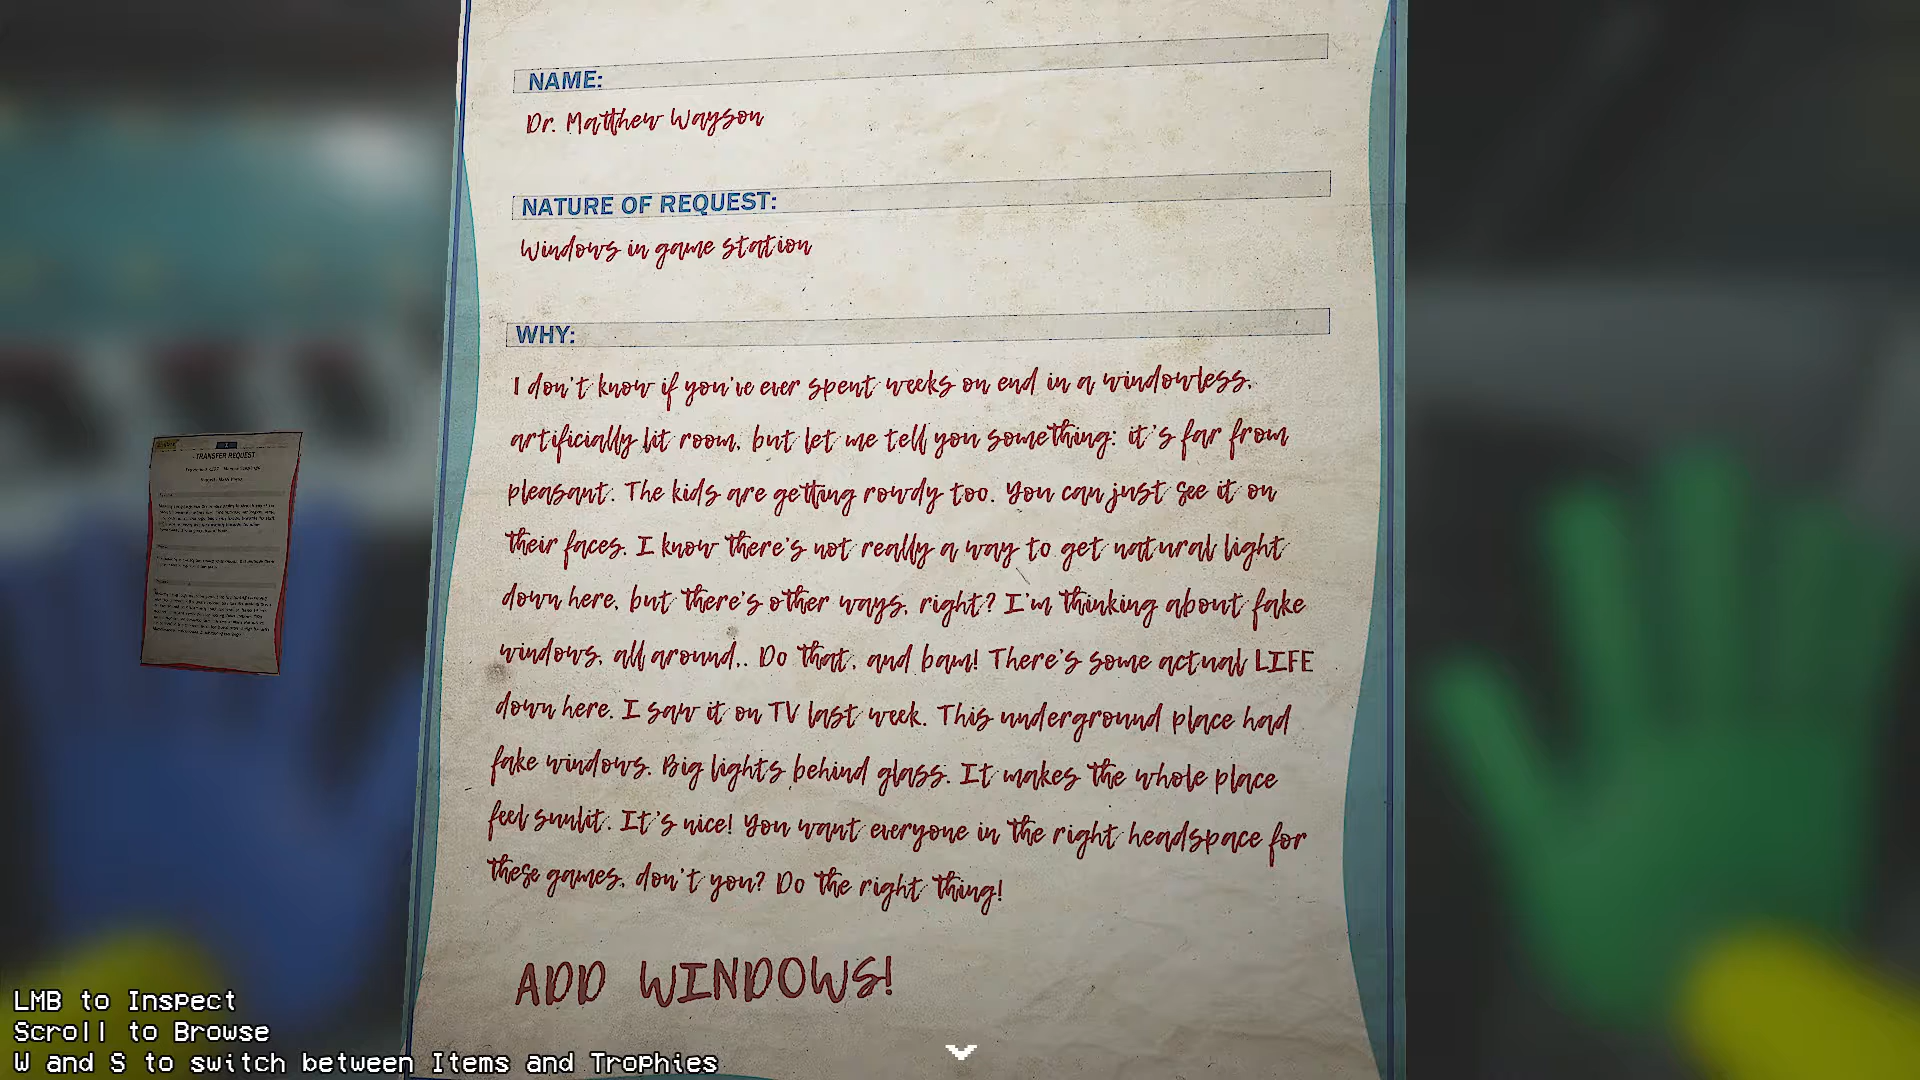 NAME:
Dr. Matthew Wayson
NATURE OF REQUEST:
Windows in game station
WHY:
I don't know if you've ever spent weeks on end in a windowless,
artificially lit room, but let me tell you something: it's far from
pleasant. The kids are getting rowdy too. You can just see it on
their faces. I know there's not really a way to get natural light
down here, but there's other ways, right? I'm thinking about fake
windows, all around,. Do that, and bam! There's some actual LIFE
down here. I saw it on TV last week. This underground place had
fake windows. Big lights behind glass. It makes the whole place
feel sunlit. It's nice! You want everyone in the right headspace for
these games, don't you? Do the right thing!
ADD WINDOWS!
TRANSFER REQUEST
LMB to Inspect
Scroll to Browse
W and S to switch between Items and Trophies